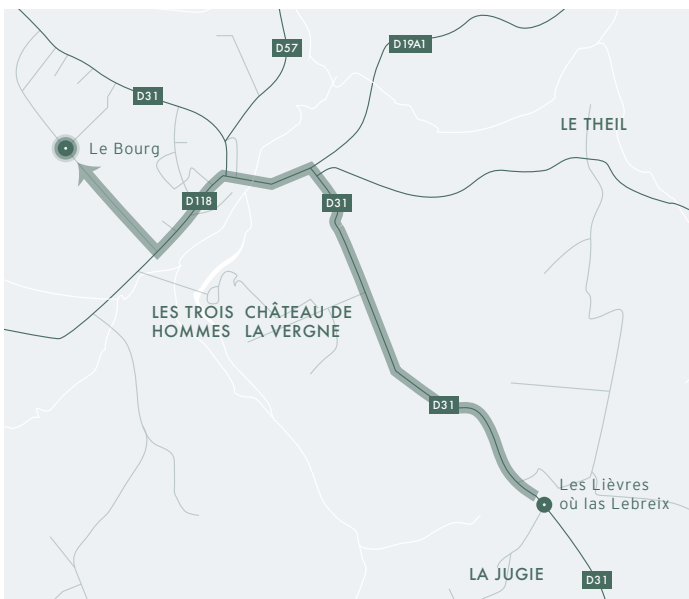 D57
D19A1
D31
LE THEIL
Le Bourg
D118
D31
LES TROIS
HOMMES
CHÂTEAU DE
LA VERGNE
D31
Les Lièvres
où las Lebreix
LA JUGIE
D31